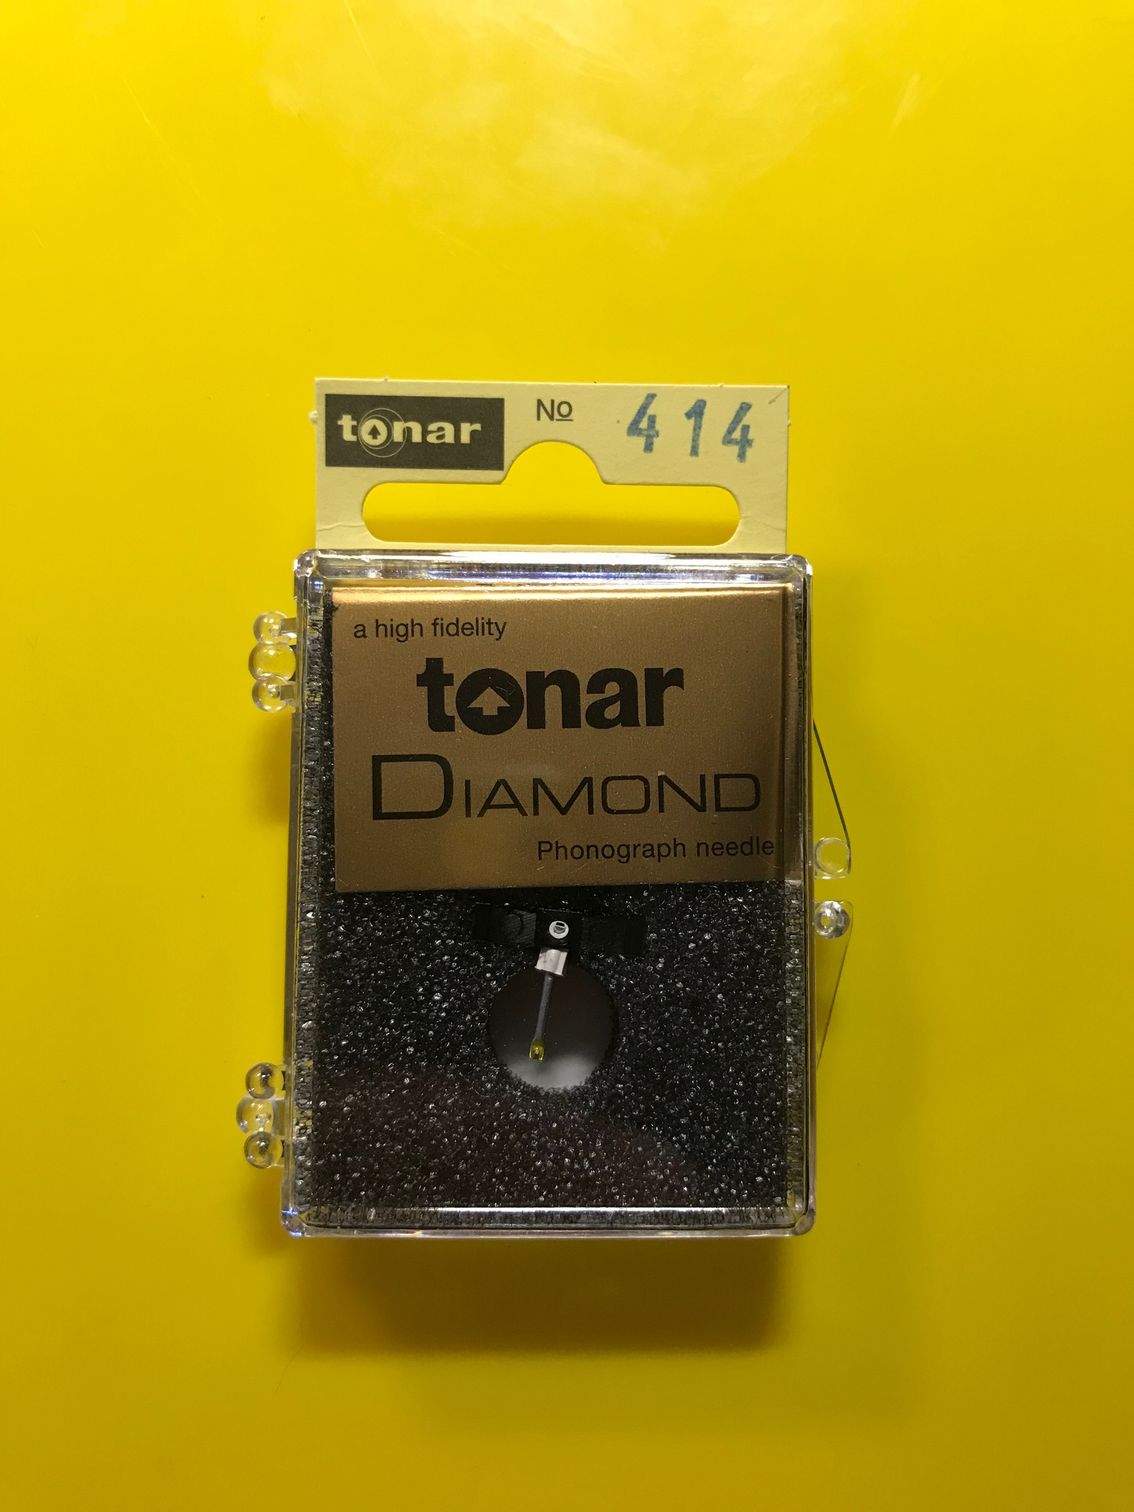 tonar No 414
a high fidelity
tonar
DIAMOND
Phonograph needle